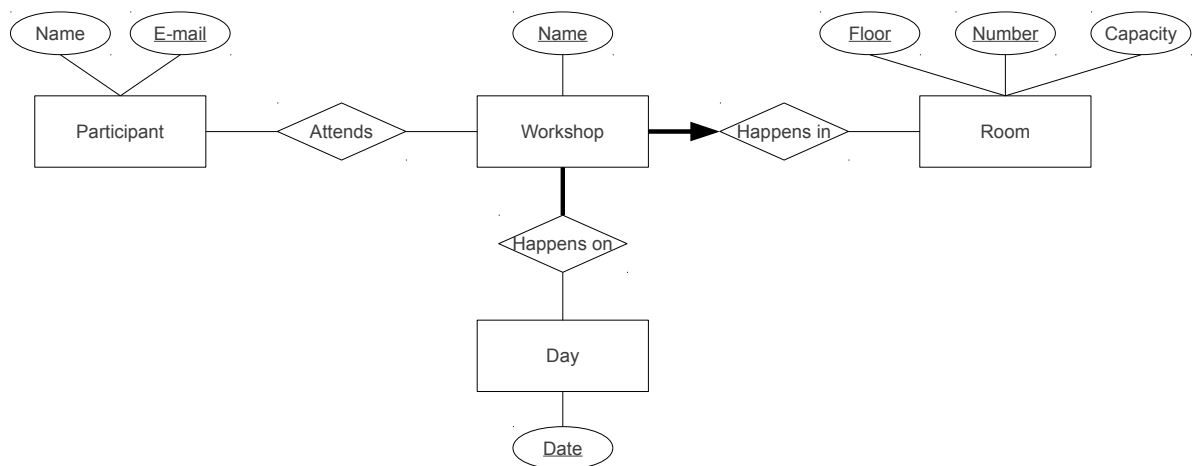 Name
E-mail
Name
Floor
Number
Capacity
Participant
Attends
Workshop
Happens in
Room
Happens on
Day
Date